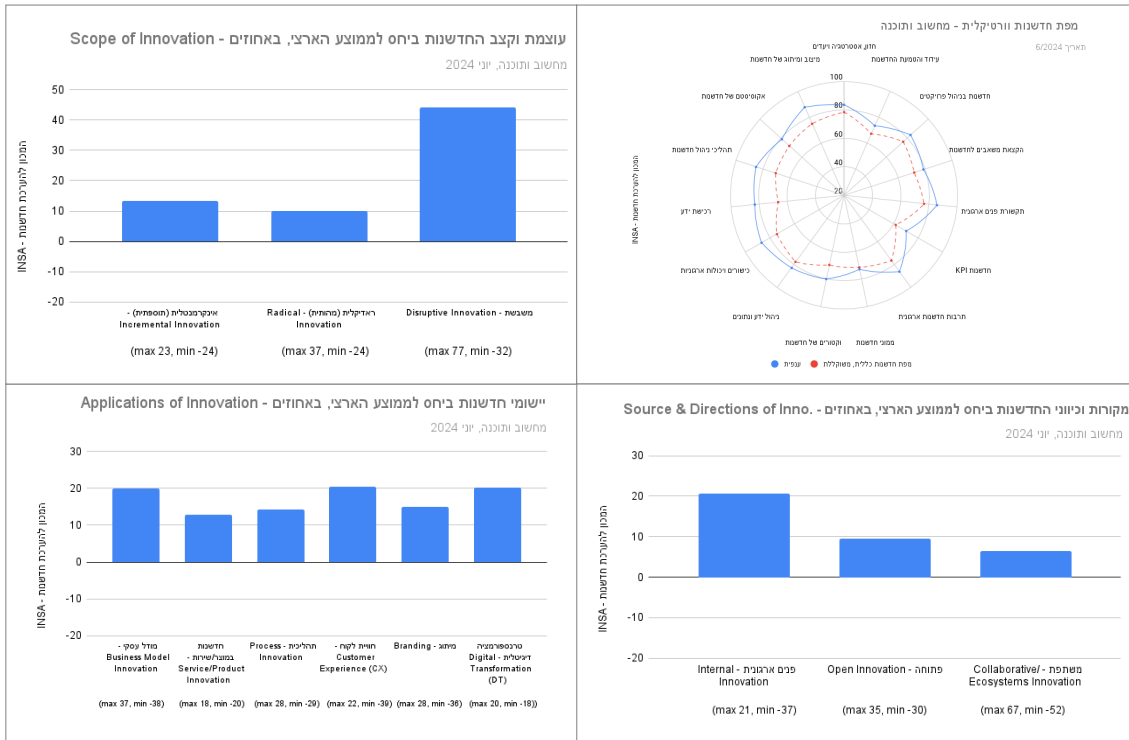 עוצמת וקצב החדשנות ביחס לממוצע הארצי, באחוזים - Scope of Innovation
מחשוב ותוכנה, יוני 2024
המכון להערכת חדשנות - INSA
50
40
30
20
10
0
-10
-20
אינקרמנטלית (תוספתית) - Incremental Innovation
(max 23, min -24)
ראדיקלית (מהותית) - Radical Innovation
(max 37, min -24)
משבשת - Disruptive Innovation
(max 77, min -32)
מפת חדשנות וורטיקלית - מחשוב ותוכנה
תאריך 6/2024
המכון להערכת חדשנות - INSA
חזון, אסטרטגיה ויעדים
עידוד והטמעת החדשנות
חדשנות בניהול פרויקטים
הקצאת משאבים לחדשנות
תקשורת פנים ארגונית
חדשנות KPI
תרבות חדשנות ארגונית
ממוני חדשנות
וקטורים של חדשנות
ניהול ידע ונתונים
כישורים ויכולות ארגוניות
רכישת ידע
תהליכי ניהול חדשנות
אקוסיסטם של חדשנות
מיצוב ומיתוג של חדשנות
100
80
60
40
20
ענפית
מפת חדשנות כללית, משוקללת
יישומי חדשנות ביחס לממוצע הארצי, באחוזים - Applications of Innovation
מחשוב ותוכנה, יוני 2024
המכון להערכת חדשנות - INSA
30
20
10
0
-10
-20
מודל עסקי - Business Model Innovation
(max 37, min -38)
חדשנות במוצר/שירות - Service/Product Innovation
(max 18, min -20)
תהליכית - Process Innovation
(max 28, min -29)
חוויית לקוח - Customer Experience (CX)
(max 22, min -39)
מיתוג - Branding
(max 28, min -36)
טרנספורמציה דיגיטלית - Digital Transformation (DT)
(max 20, min -18))
מקורות וכיווני החדשנות ביחס לממוצע הארצי, באחוזים - .Source & Directions of Inno
מחשוב ותוכנה, יוני 2024
המכון להערכת חדשנות - INSA
30
20
10
0
-10
-20
פנים ארגונית - Internal Innovation
(max 21, min -37)
פתוחה - Open Innovation
(max 35, min -30)
משתפת - Collaborative/ Ecosystems Innovation
(max 67, min -52)